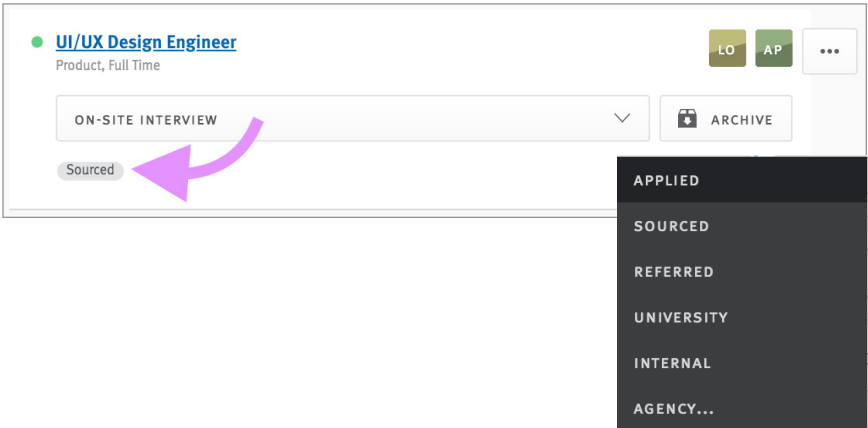 UI/UX Design Engineer
LO AP
Product, Full Time
ON-SITE INTERVIEW
ARCHIVE
Sourced
APPLIED
SOURCED
REFERRED
UNIVERSITY
INTERNAL
AGENCY...